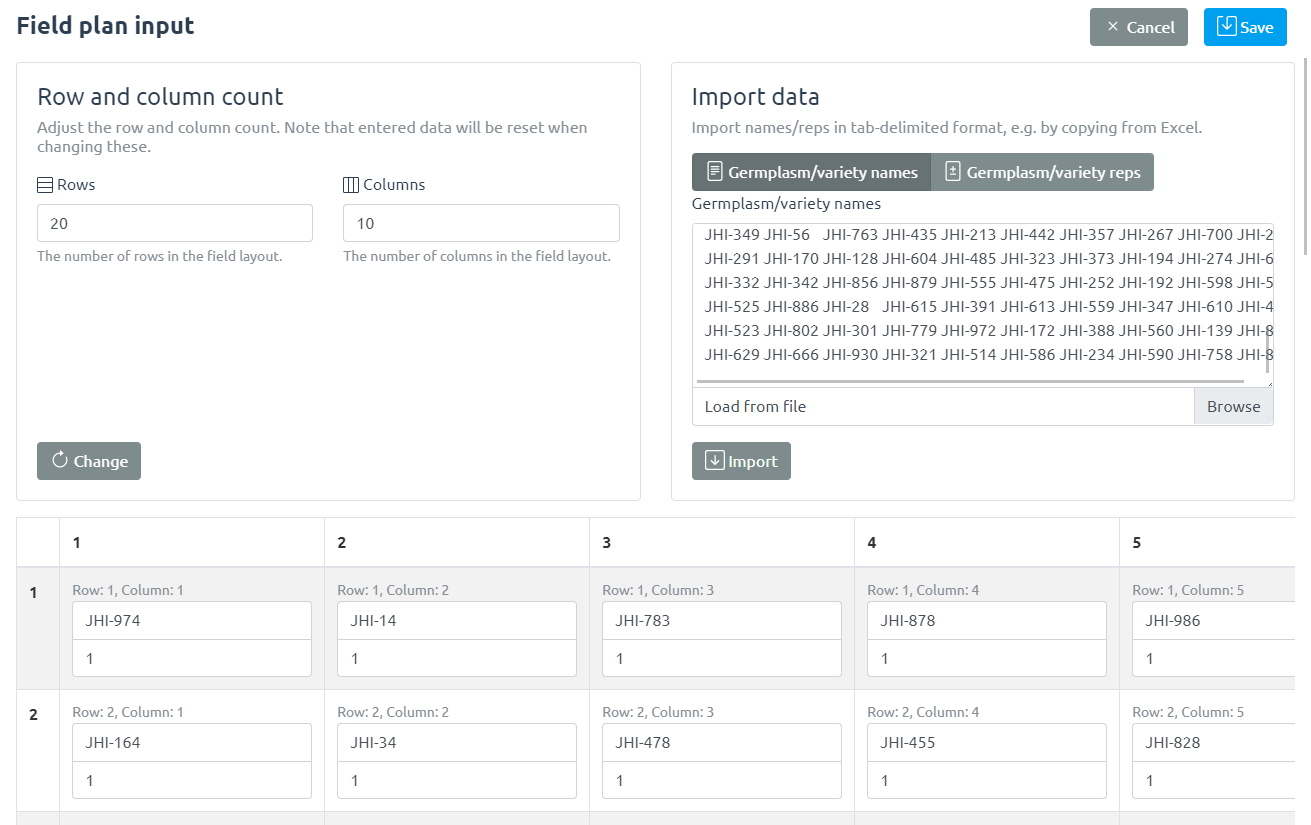 Field plan input
Cancel
Save
Row and column count
Adjust the row and column count. Note that entered data will be reset when
changing these.
Rows
Columns
20
10
The number of rows in the field layout.
The number of columns in the field layout.
Change
Import data
Import names/reps in tab-delimited format, e.g. by copying from Excel.
Germplasm/variety names
Germplasm/variety reps
Germplasm/variety names
JHI-349 JHI-56 JHI-763 JHI-435 JHI-213 JHI-442 JHI-357 JHI-267 JHI-700 JHI-2
JHI-291 JHI-170 JHI-128 JHI-604 JHI-485 JHI-323 JHI-373 JHI-194 JHI-274 JHI-6
JHI-332 JHI-342 JHI-856 JHI-879 JHI-555 JHI-475 JHI-252 JHI-192 JHI-598 JHI-5
JHI-525 JHI-886 JHI-28 JHI-615 JHI-391 JHI-613 JHI-559 JHI-347 JHI-610 JHI-4
JHI-523 JHI-802 JHI-301 JHI-779 JHI-972 JHI-172 JHI-388 JHI-560 JHI-139 JHI-8
JHI-629 JHI-666 JHI-930 JHI-321 JHI-514 JHI-586 JHI-234 JHI-590 JHI-758 JHI-8
Load from file
Browse
Import
1 2 3 4 5
1
Row: 1, Column: 1
JHI-974
1
Row: 1, Column: 2
JHI-14
1
Row: 1, Column: 3
JHI-783
1
Row: 1, Column: 4
JHI-878
1
Row: 1, Column: 5
JHI-986
1
2
Row: 2, Column: 1
JHI-164
1
Row: 2, Column: 2
JHI-34
1
Row: 2, Column: 3
JHI-478
1
Row: 2, Column: 4
JHI-455
1
Row: 2, Column: 5
JHI-828
1